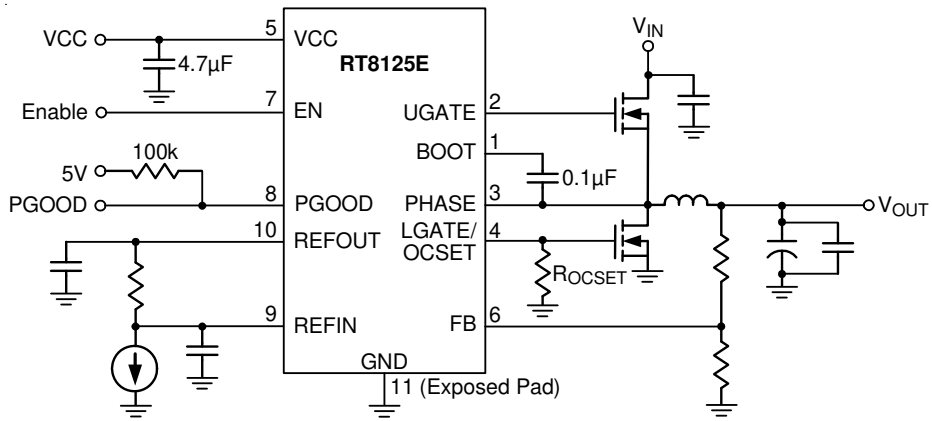 VCC
4.7µF
5
VCC
RT8125E
Enable
7
EN
5V
100k
PGOOD
8
PGOOD
10
REFOUT
9
REFIN
GND
11 (Exposed Pad)
UGATE
2
BOOT
1
0.1µF
PHASE
3
LGATE/
OCSET
4
ROCSET
FB
6
VIN
VOUT